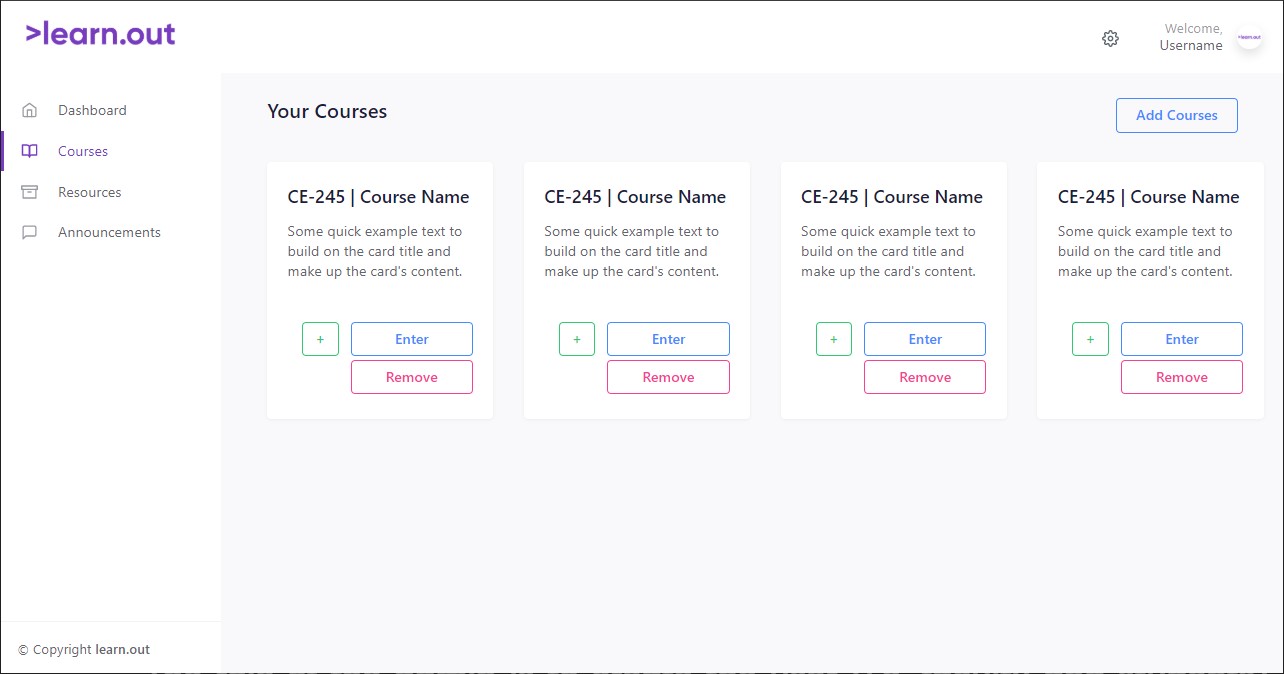 >learn.out
Welcome,
Username
learn.out
Dashboard
Courses
Resources
Announcements
Your Courses
Add Courses
CE-245 | Course Name
Some quick example text to
build on the card title and
make up the card's content.
+
Enter
Remove
CE-245 | Course Name
Some quick example text to
build on the card title and
make up the card's content.
+
Enter
Remove
CE-245 | Course Name
Some quick example text to
build on the card title and
make up the card's content.
+
Enter
Remove
CE-245 | Course Name
Some quick example text to
build on the card title and
make up the card's content.
+
Enter
Remove
© Copyright learn.out